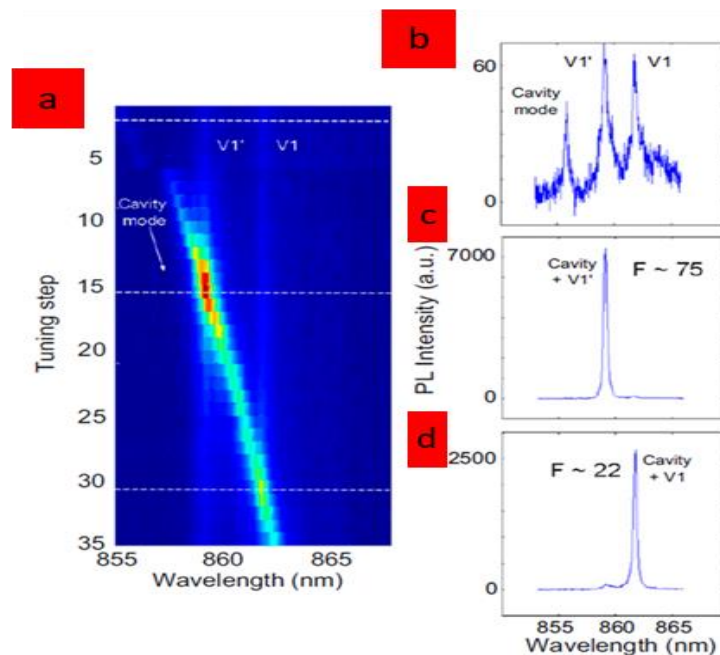 a
V1'
V1
Cavity
mode
5
10
15
20
25
30
35
Tuning step
855
860
865
Wavelength (nm)
b
60
0
V1'
V1
Cavity
mode
c
7000
0
Cavity
+ V1'
F ~ 75
PL Intensity (a.u.)
d
2500
0
F ~ 22
Cavity
+ V1
855
860
865
Wavelength (nm)